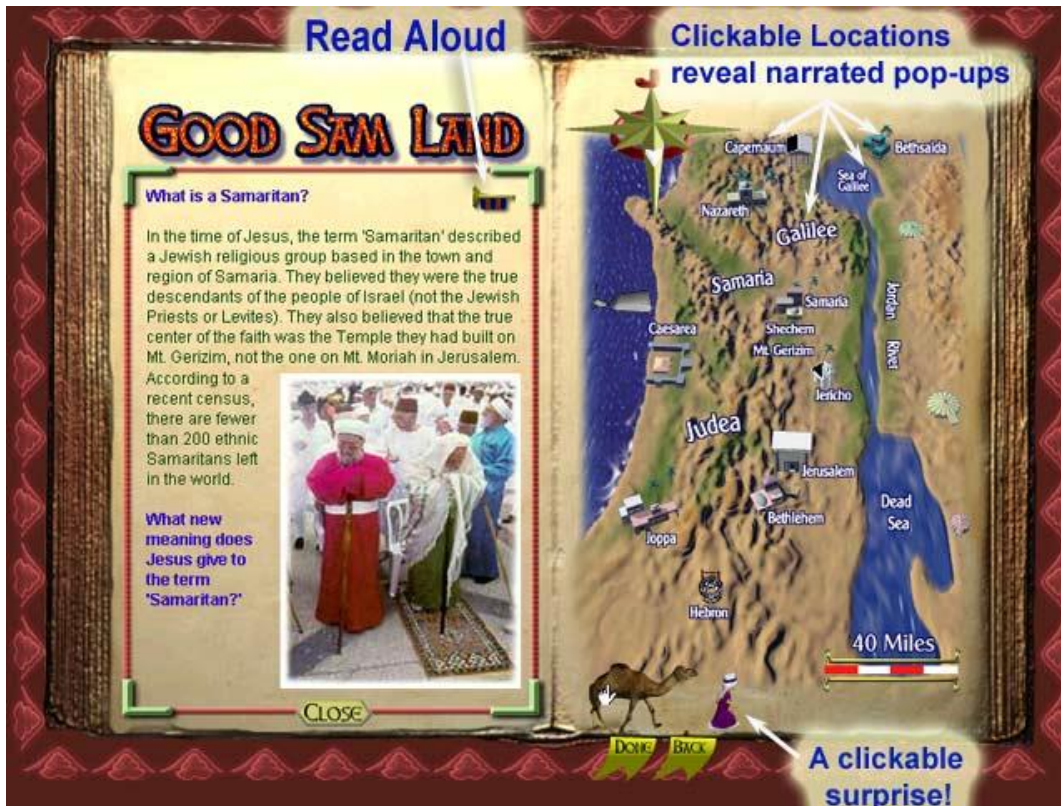 Read Aloud
Clickable Locations
reveal narrated pop-ups
GOOD SAM LAND
What is a Samaritan?
In the time of Jesus, the term 'Samaritan' described
a Jewish religious group based in the town and
region of Samaria. They believed they were the true
descendants of the people of Israel (not the Jewish
Priests or Levites). They also believed that the true
center of the faith was the Temple they had built on
Mt. Gerizim, not the one on Mt. Moriah in Jerusalem.
According to a
recent census,
there are fewer
than 200 ethnic
Samaritans left
in the world.
What new
meaning does
Jesus give to
the term
'Samaritan?'
CLOSE
Capernaum
Bethsaida
Sea of
Galilee
Nazareth
Galilee
Samaria
Samaria
Jordan
River
Caesarea
Shechem
Mt. Gerizim
Jericho
Judea
Jerusalem
Dead
Sea
Bethlehem
Joppa
Hebron
40 Miles
DONE
BACK
A clickable
surprise!